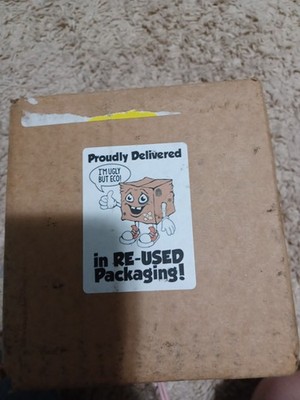 Proudly Delivered
I'M UGLY
BUT ECO!
in RE-USED
Packaging!